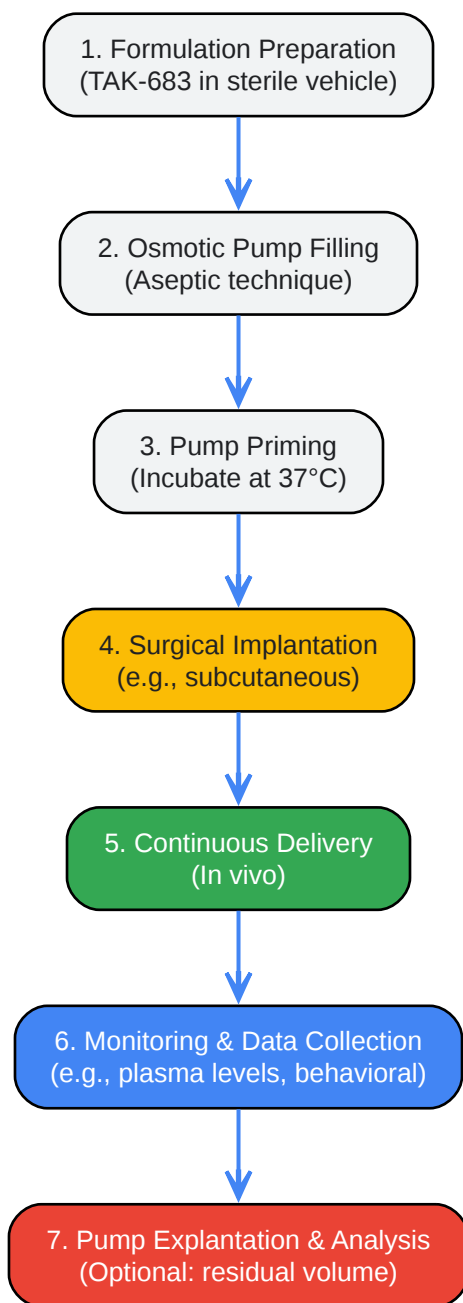 1. Formulation Preparation
(TAK-683 in sterile vehicle)
2. Osmotic Pump Filling
(Aseptic technique)
3. Pump Priming
(Incubate at 37°C)
4. Surgical Implantation
(e.g., subcutaneous)
5. Continuous Delivery
(In vivo)
6. Monitoring & Data Collection
(e.g., plasma levels, behavioral)
7. Pump Explantation & Analysis
(Optional: residual volume)